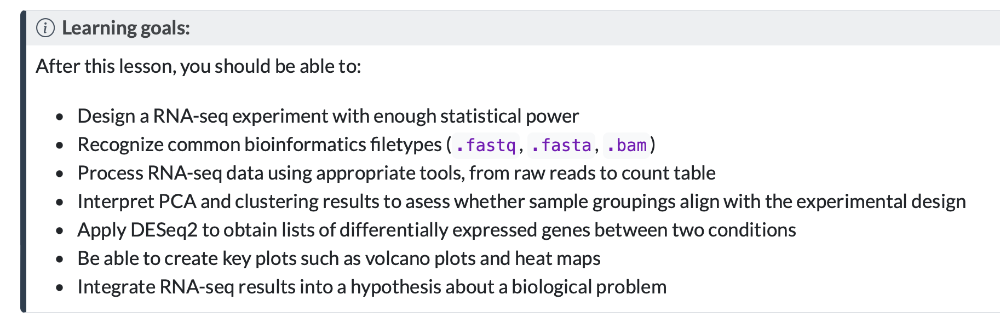 Learning goals:
After this lesson, you should be able to:
• Design a RNA-seq experiment with enough statistical power
• Recognize common bioinformatics filetypes (.fastq, .fasta, .bam)
• Process RNA-seq data using appropriate tools, from raw reads to count table
• Interpret PCA and clustering results to asess whether sample groupings align with the experimental design
• Apply DESeq2 to obtain lists of differentially expressed genes between two conditions
• Be able to create key plots such as volcano plots and heat maps
• Integrate RNA-seq results into a hypothesis about a biological problem